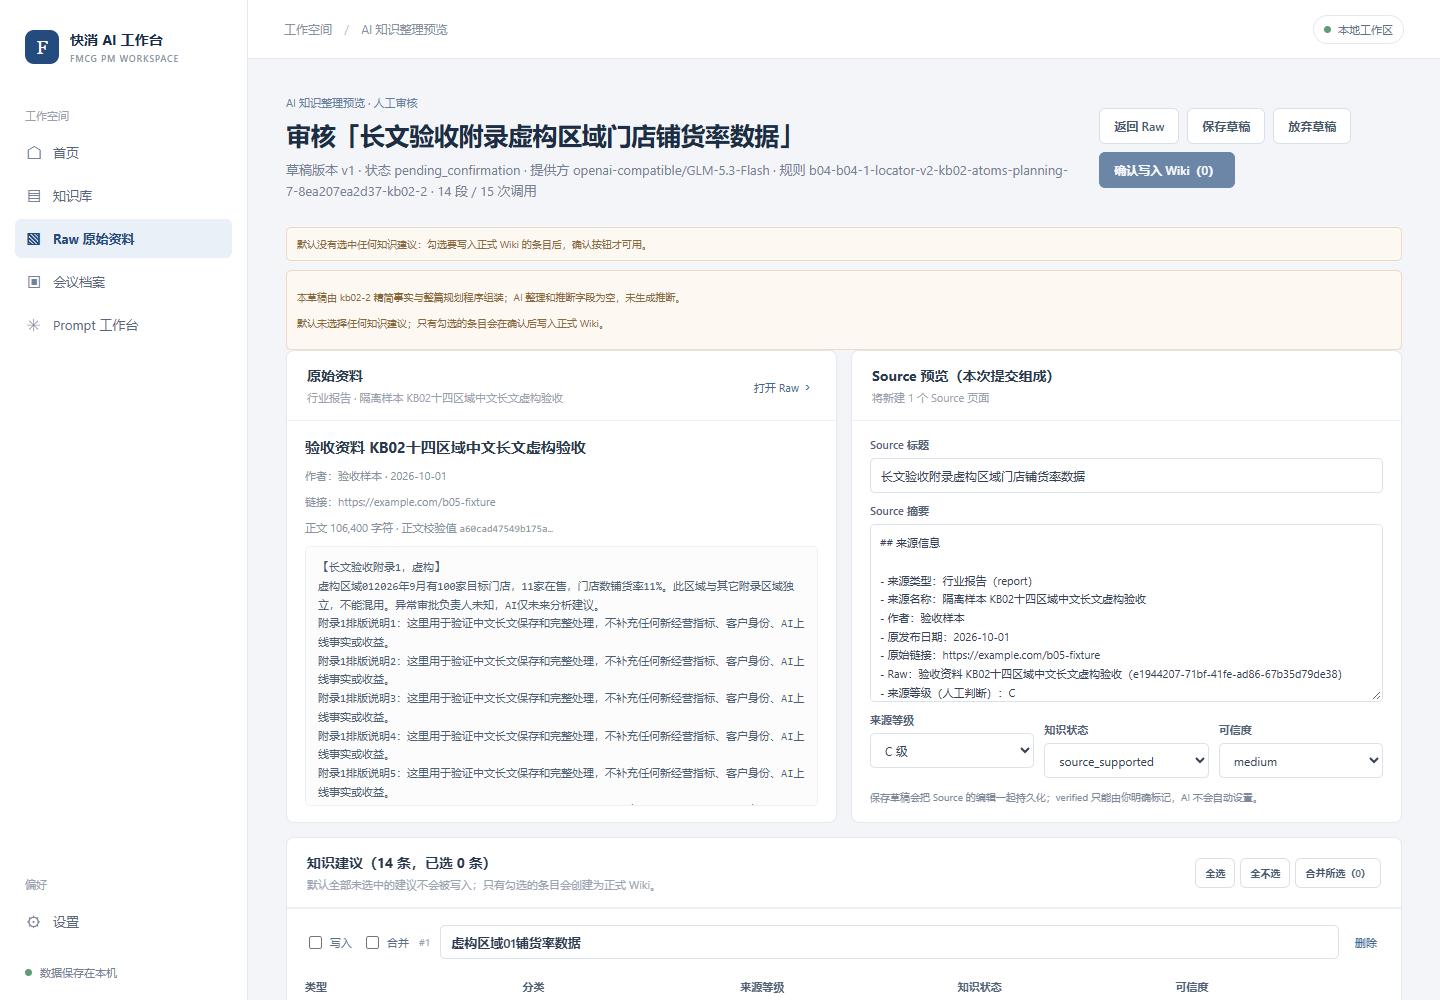 F
快消 AI 工作台
FMCG PM WORKSPACE
工作空间
首页
知识库
Raw 原始资料
会议档案
Prompt 工作台
偏好
设置
数据保存在本机
工作空间 / AI 知识整理预览
本地工作区
AI 知识整理预览 · 人工审核
审核「长文验收附录虚构区域门店铺货率数据」
草稿版本 v1 · 状态 pending_confirmation · 提供方 openai-compatible/GLM-5.3-Flash · 规则 b04-b04-1-locator-v2-kb02-atoms-planning-
7-8ea207ea2d37-kb02-2 · 14 段 / 15 次调用
返回 Raw
保存草稿
放弃草稿
确认写入 Wiki（0）
默认没有选中任何知识建议：勾选要写入正式 Wiki 的条目后，确认按钮才可用。
本草稿由 kb02-2 精简事实与整篇规划程序组装；AI 整理和推断字段为空，未生成推断。
默认未选择任何知识建议；只有勾选的条目会在确认后写入正式 Wiki。
原始资料
行业报告 · 隔离样本 KB02十四区域中文长文虚构验收
打开 Raw ›
验收资料 KB02十四区域中文长文虚构验收
作者：验收样本 · 2026-10-01
链接：https://example.com/b05-fixture
正文 106,400 字符 · 正文校验值 a60cad47549b175a…
【长文验收附录1，虚构】
虚构区域012026年9月有100家目标门店，11家在售，门店数铺货率11%。此区域与其它附录区域独
立，不能混用。异常审批负责人未知，AI仅未来分析建议。
附录1排版说明1：这里用于验证中文长文保存和完整处理，不补充任何新经营指标、客户身份、AI上
线事实或收益。
附录1排版说明2：这里用于验证中文长文保存和完整处理，不补充任何新经营指标、客户身份、AI上
线事实或收益。
附录1排版说明3：这里用于验证中文长文保存和完整处理，不补充任何新经营指标、客户身份、AI上
线事实或收益。
附录1排版说明4：这里用于验证中文长文保存和完整处理，不补充任何新经营指标、客户身份、AI上
线事实或收益。
附录1排版说明5：这里用于验证中文长文保存和完整处理，不补充任何新经营指标、客户身份、AI上
线事实或收益。
Source 预览（本次提交组成）
将新建 1 个 Source 页面
Source 标题
长文验收附录虚构区域门店铺货率数据
Source 摘要
## 来源信息
- 来源类型：行业报告（report）
- 来源名称：隔离样本 KB02十四区域中文长文虚构验收
- 作者：验收样本
- 原发布日期：2026-10-01
- 原始链接：https://example.com/b05-fixture
- Raw：验收资料 KB02十四区域中文长文虚构验收（e1944207-71bf-41fe-ad86-67b35d79de38）
- 来源等级（人工判断）：C
来源等级
C 级
知识状态
source_supported
可信度
medium
保存草稿会把 Source 的编辑一起持久化；verified 只能由你明确标记，AI 不会自动设置。
知识建议（14 条，已选 0 条）
默认全部未选中的建议不会被写入；只有勾选的条目会创建为正式 Wiki。
全选
全不选
合并所选（0）
写入
合并
#1
虚构区域01铺货率数据
删除
类型
分类
来源等级
知识状态
可信度